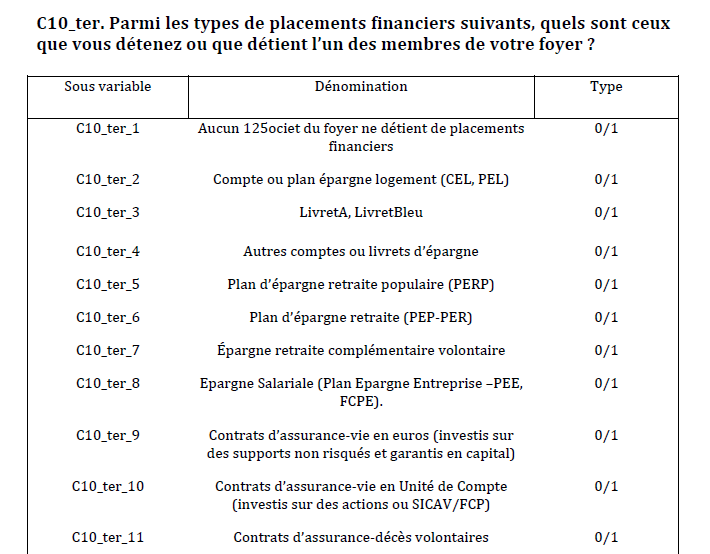 C10_ter. Parmi les types de placements financiers suivants, quels sont ceux
que vous détenez ou que détient l’un des membres de votre foyer ?
Sous variable Dénomination Type
C10_ter_1 Aucun 125ociet du foyer ne détient de placements 0/1
financiers
C10_ter_2 Compte ou plan épargne logement (CEL, PEL) 0/1
C10_ter_3 LivretA, LivretBleu 0/1
C10_ter_4 Autres comptes ou livrets d’épargne 0/1
C10_ter_5 Plan d’épargne retraite populaire (PERP) 0/1
C10_ter_6 Plan d’épargne retraite (PEP-PER) 0/1
C10_ter_7 Épargne retraite complémentaire volontaire 0/1
C10_ter_8 Epargne Salariale (Plan Epargne Entreprise –PEE, 0/1
FCPE).
C10_ter_9 Contrats d’assurance-vie en euros (investis sur 0/1
des supports non risqués et garantis en capital)
C10_ter_10 Contrats d’assurance-vie en Unité de Compte 0/1
(investis sur des actions ou SICAV/FCP)
C10_ter_11 Contrats d’assurance-décès volontaires 0/1